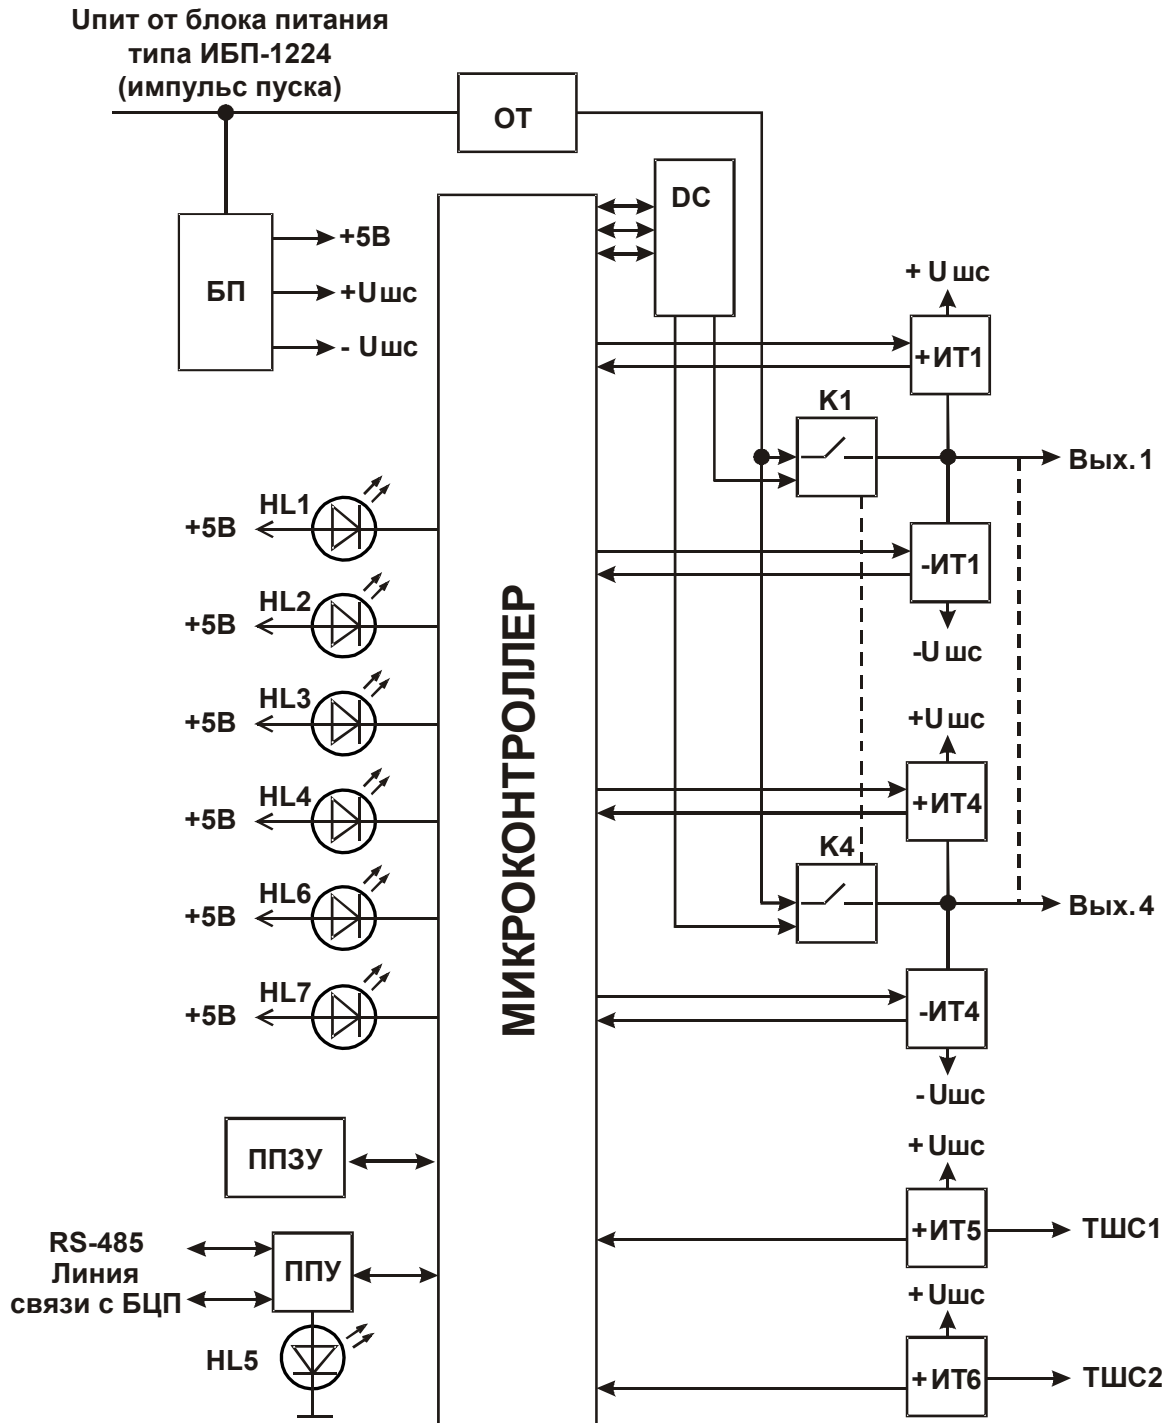 Uпит от блока питания
типа ИБП-1224
(импульс пуска)
ОТ
DC
БП
+5В
+Uшс
- Uшс
+ U шс
+ИТ1
К1
Вых.1
-ИТ1
-U шс
HL1
+5В
HL2
+5В
HL3
+5В
HL4
+5В
HL6
+5В
HL7
+5В
МИКРОКОНТРОЛЛЕР
+Uшс
+ИТ4
К4
Вых.4
-ИТ4
- Uшс
ППЗУ
RS-485
Линия
связи с БЦП
ППУ
HL5
+ Uшс
+ИТ5
ТШС1
+ Uшс
+ИТ6
ТШС2